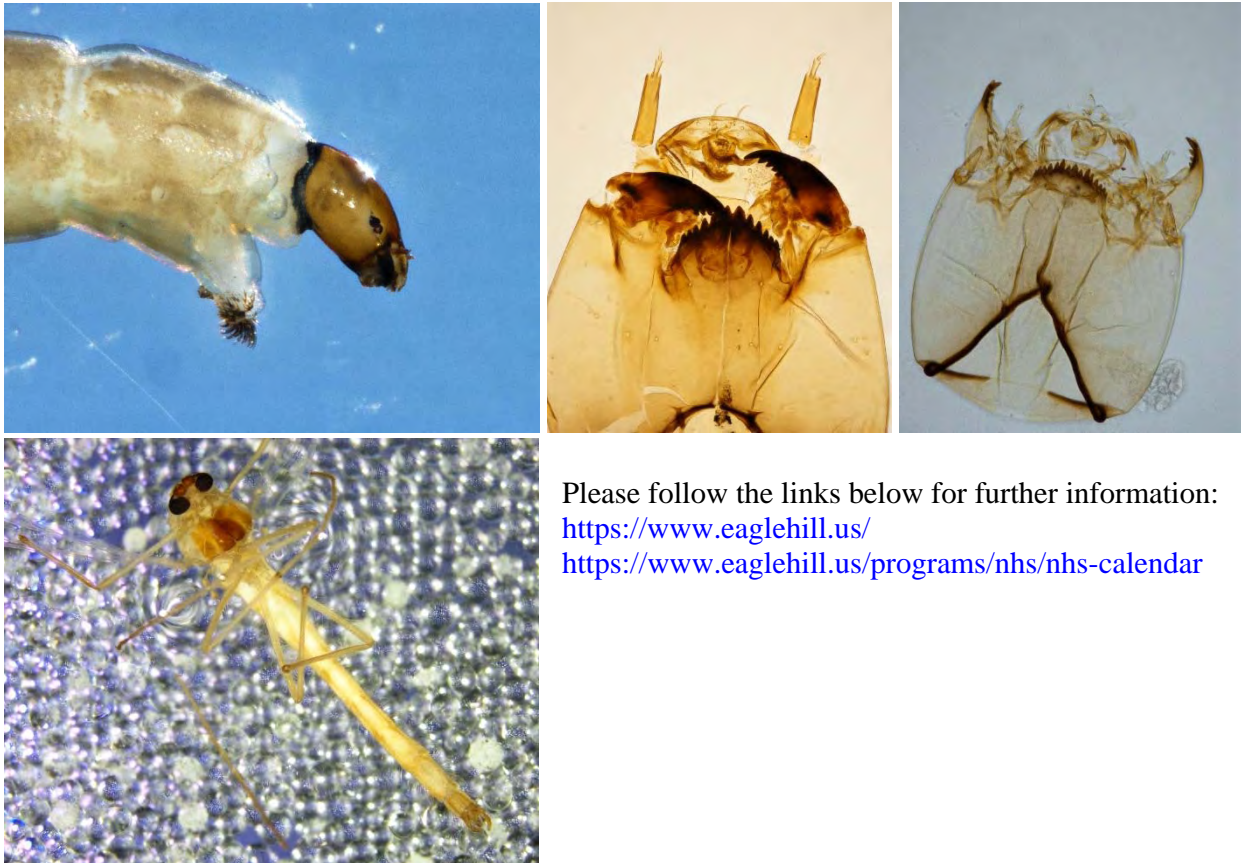 Please follow the links below for further information:
https://www.eaglehill.us/
https://www.eaglehill.us/programs/nhs/nhs-calendar